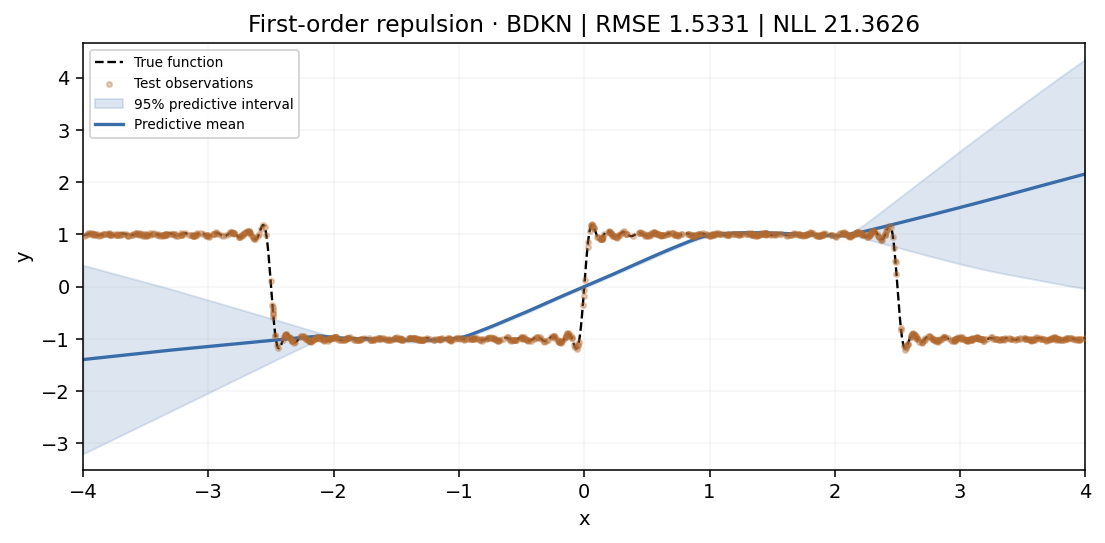 First-order repulsion · BDKN | RMSE 1.5331 | NLL 21.3626
True function
Test observations
95% predictive interval
Predictive mean
4
3
2
1
0
−1
−2
−3
y
−4
−3
−2
−1
0
1
2
3
4
x